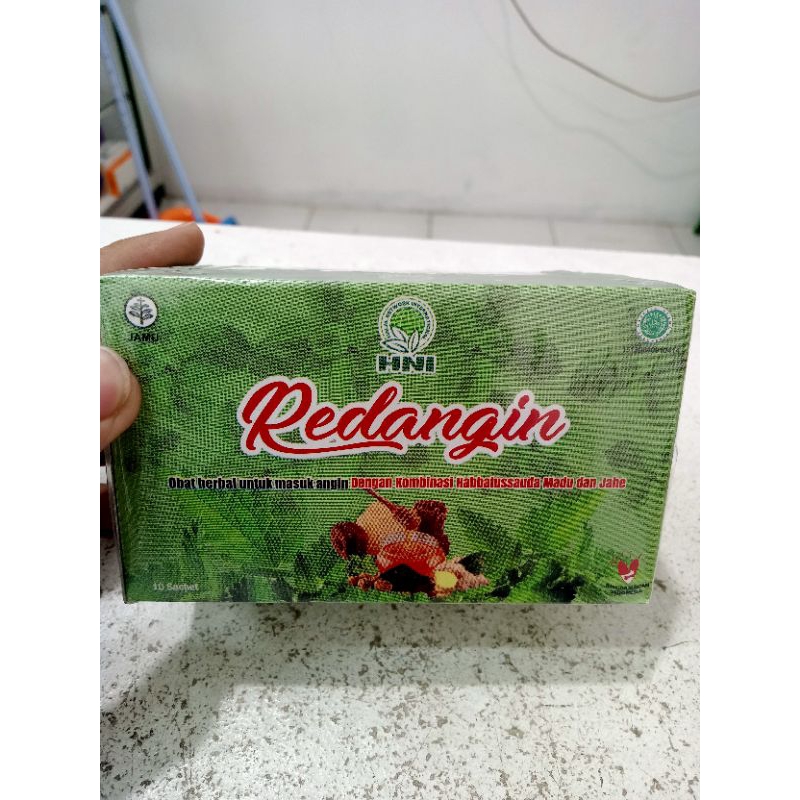 JAMU
HNI
Redangin
Obat herbal untuk masuk angin Dengan Kombinasi Habbatussauda Madu dan Jahe
10 Sachet